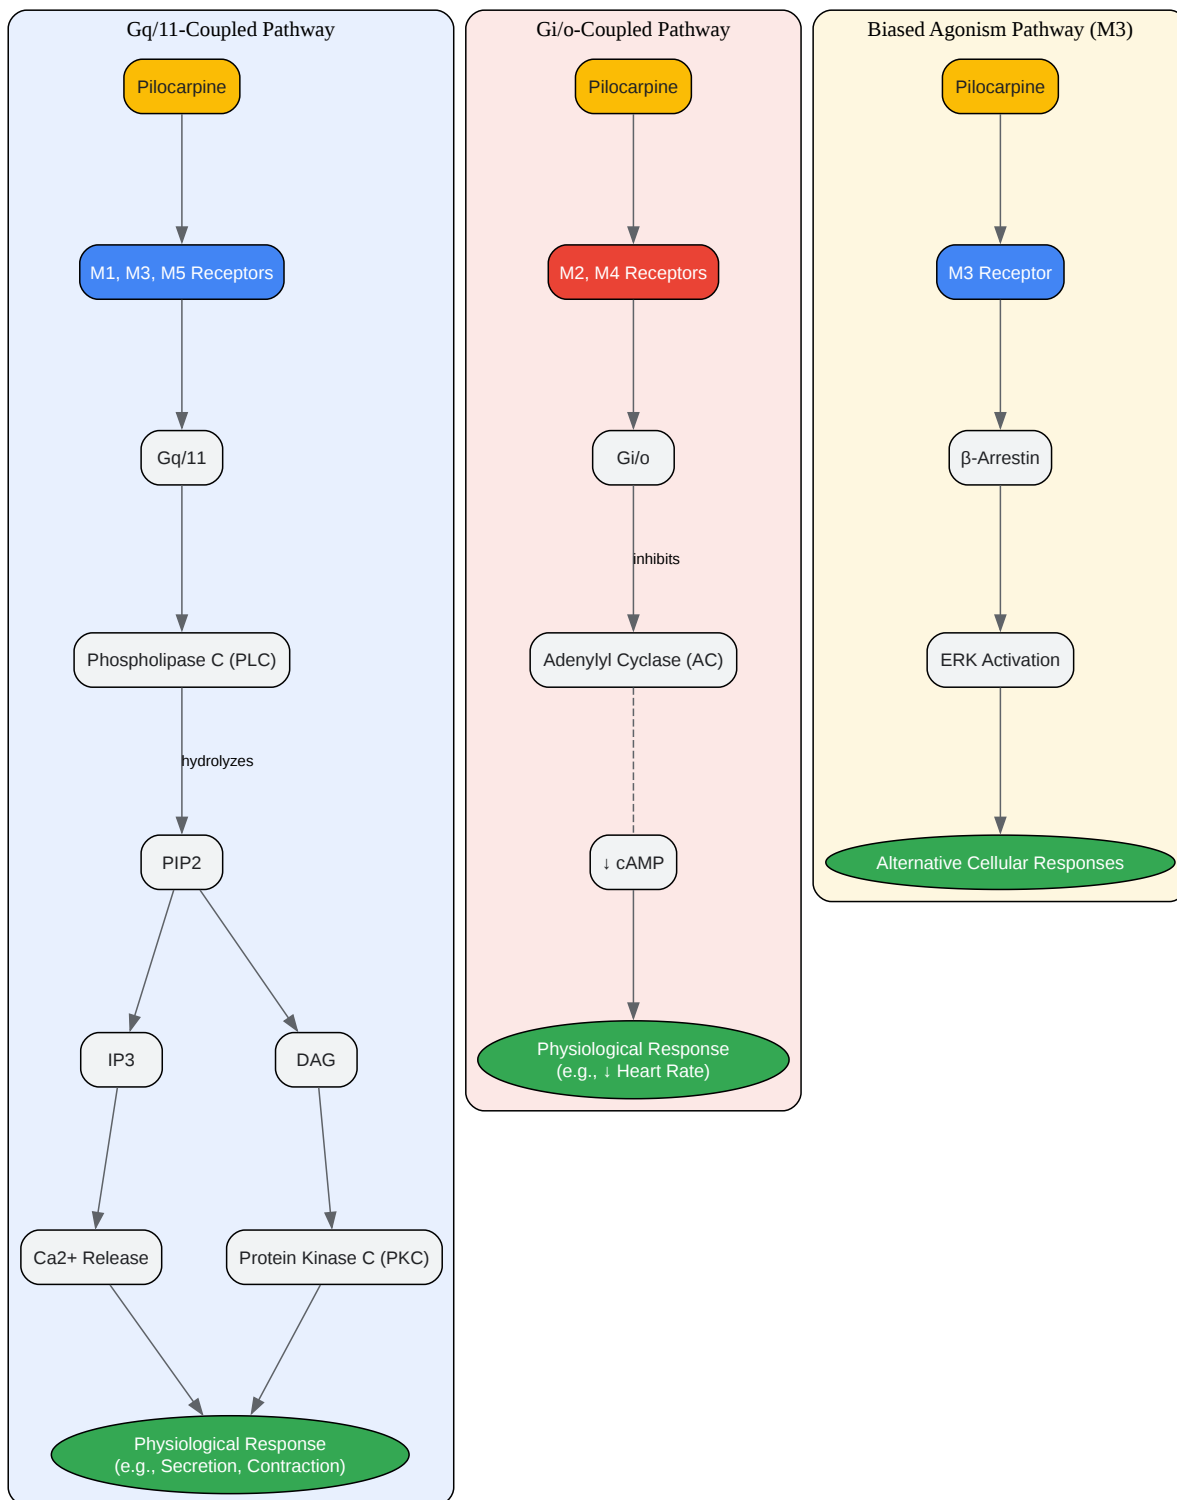 Gq/11-Coupled Pathway
Pilocarpine
M1, M3, M5 Receptors
Gq/11
Phospholipase C (PLC)
hydrolyzes
PIP2
IP3
DAG
Ca2+ Release
Protein Kinase C (PKC)
Physiological Response
(e.g., Secretion, Contraction)
Gi/o-Coupled Pathway
Pilocarpine
M2, M4 Receptors
Gi/o
inhibits
Adenylyl Cyclase (AC)
↓ cAMP
Physiological Response
(e.g., ↓ Heart Rate)
Biased Agonism Pathway (M3)
Pilocarpine
M3 Receptor
β-Arrestin
ERK Activation
Alternative Cellular Responses